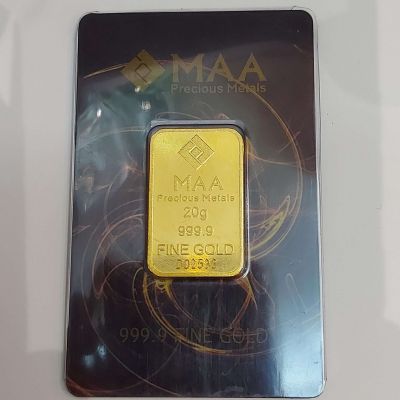 MAA
Precious Metals
MAA
Precious Metals
20g
999.9
FINE GOLD
999.9 FINE GOLD